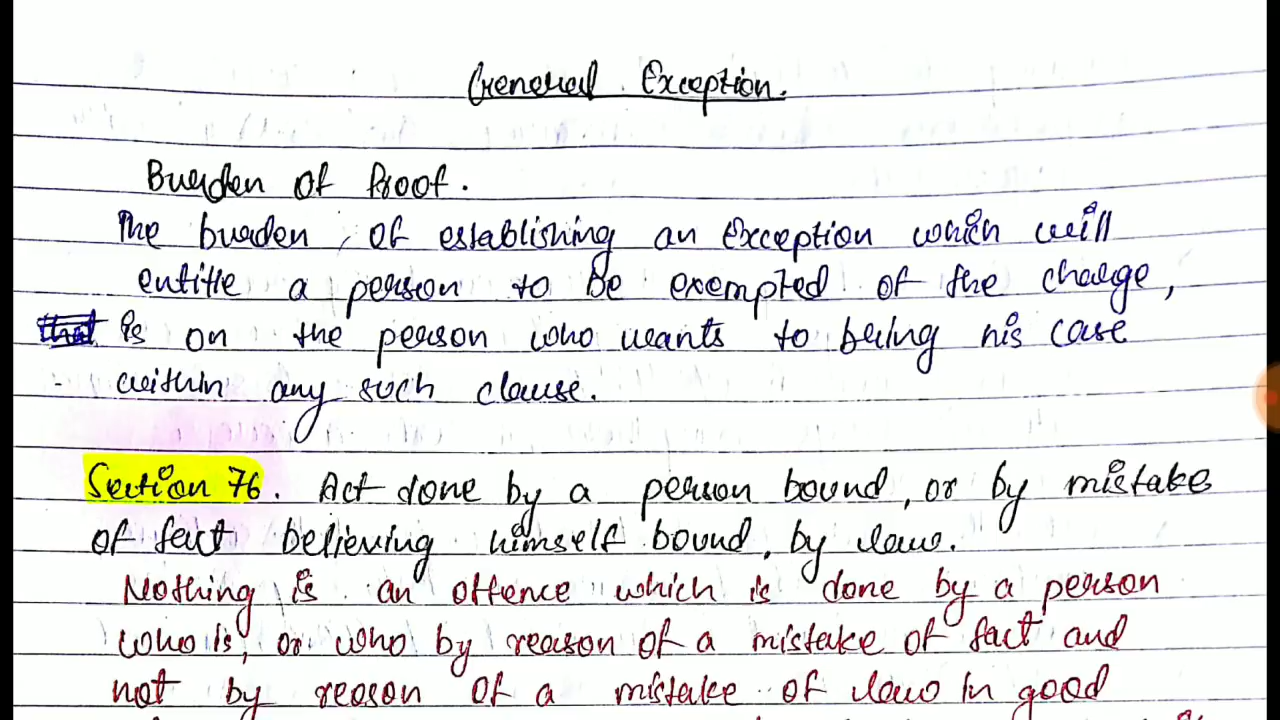 General Exception.
Burden of Proof.
The burden, of establishing an Exception which will
entitle a person to be exempted of the charge,
is on the person who wants to bring his case
within any such clause.
Section 76. Act done by a person bound, or by mistake
of fact believing himself bound, by law.
Nothing is an offence which is done by a person
who is, or who by reason of a mistake of fact and
not by reason of a mistake of law in good